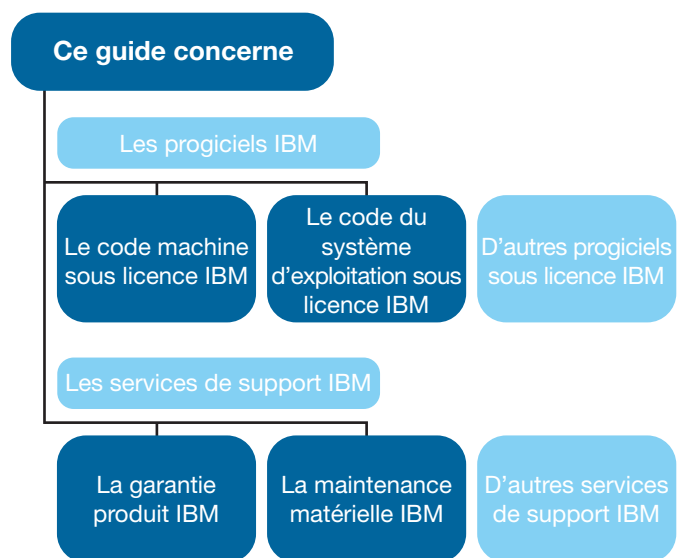 Ce guide concerne
Les progiciels IBM
Le code machine
sous licence IBM
Le code du
système
d'exploitation sous
licence IBM
D'autres progiciels
sous licence IBM
Les services de support IBM
La garantie
produit IBM
La maintenance
matérielle IBM
D'autres services
de support IBM